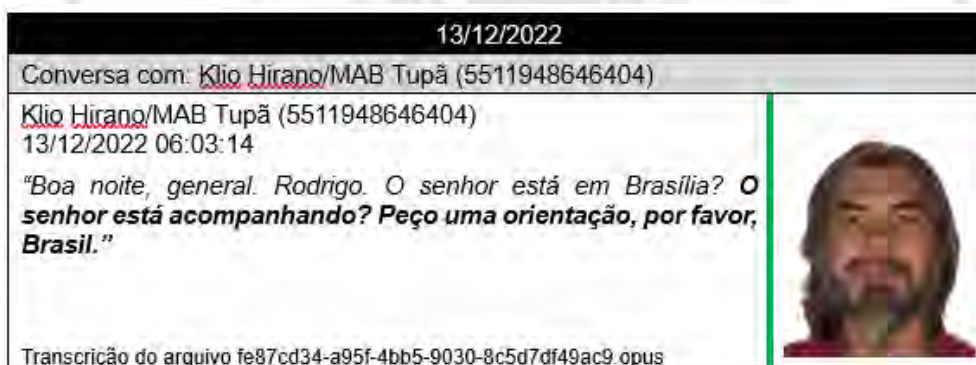 13/12/2022
Conversa com: Klio Hirano/MAB Tupã (5511948646404)
Klio Hirano/MAB Tupã (5511948646404)
13/12/2022 06:03:14
“Boa noite, general. Rodrigo. O senhor está em Brasília? O
senhor está acompanhando? Peço uma orientação, por favor,
Brasil.”
Transcrição do arquivo fe87cd34-a95f-4bb5-9030-8c5d7df49ac9.opus